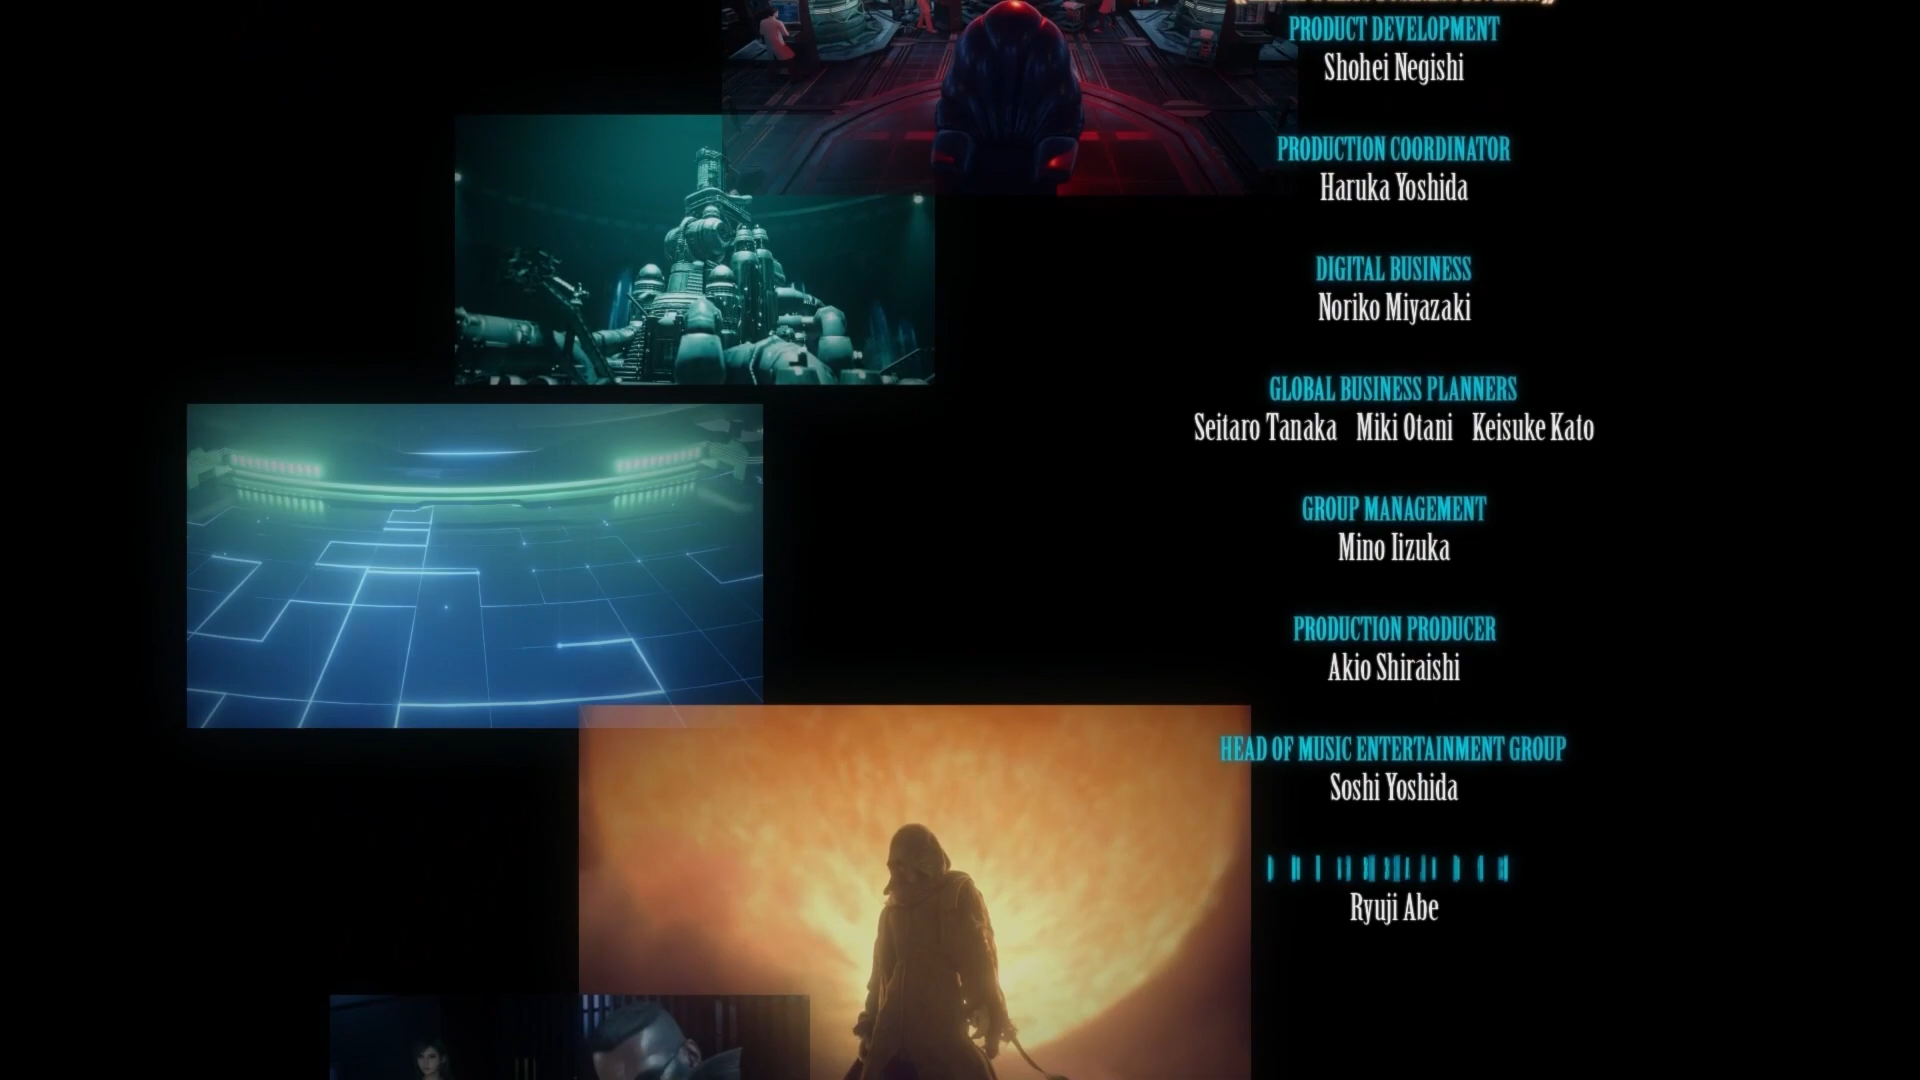 PRODUCT DEVELOPMENT
Shohei Negishi
PRODUCTION COORDINATOR
Haruka Yoshida
DIGITAL BUSINESS
Noriko Miyazaki
GLOBAL BUSINESS PLANNERS
Seitaro Tanaka Miki Otani Keisuke Kato
GROUP MANAGEMENT
Mino Iizuka
PRODUCTION PRODUCER
Akio Shiraishi
HEAD OF MUSIC ENTERTAINMENT GROUP
Soshi Yoshida
Ryuji Abe